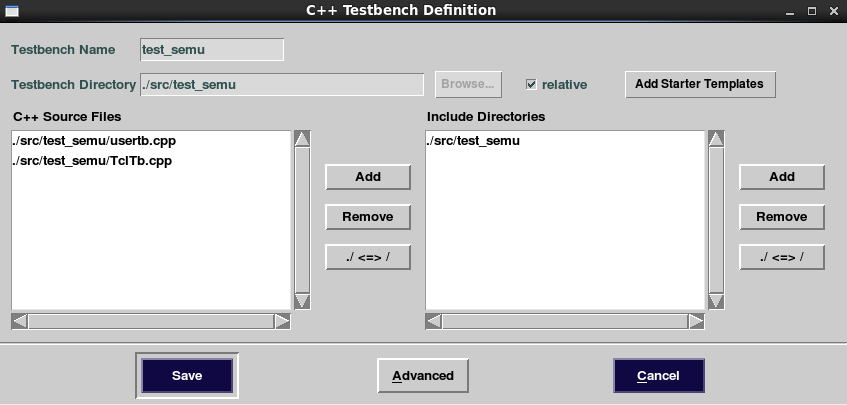 C++ Testbench Definition
Testbench Name test_semu
Testbench Directory ./src/test_semu Browse... relative Add Starter Templates
C++ Source Files Include Directories
./src/test_semu/usertb.cpp ./src/test_semu
./src/test_semu/TclTb.cpp
Add Add
Remove Remove
./ <=> / ./ <=> /
Save Advanced Cancel